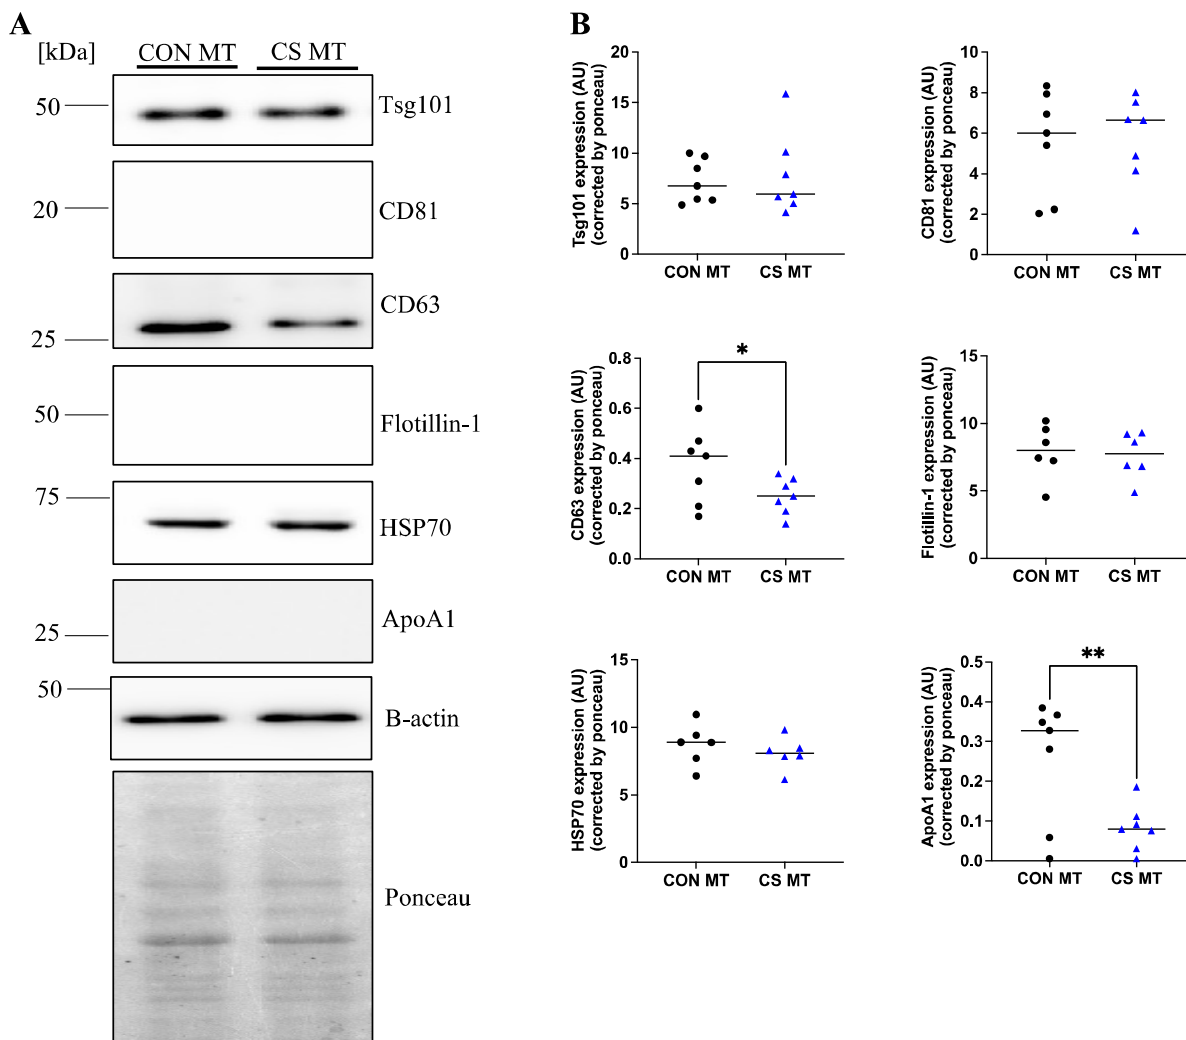 A
[kDa]
CON MT
CS MT
50
Tsg101
20
CD81
CD63
25
50
Flotillin-1
75
HSP70
ApoA1
25
50
B-actin
Ponceau
B
Tsg101 expression (AU)
(corrected by ponceau)
20
15
10
5
0
CON MT
CS MT
CD81 expression (AU)
(corrected by ponceau)
10
8
6
4
2
0
CON MT
CS MT
CD63 expression (AU)
(corrected by ponceau)
0.8
0.6
0.4
0.2
0.0
*
CON MT
CS MT
Flotillin-1 expression (AU)
(corrected by ponceau)
15
10
5
0
CON MT
CS MT
HSP70 expression (AU)
(corrected by ponceau)
15
10
5
0
CON MT
CS MT
ApoA1 expression (AU)
(corrected by ponceau)
0.5
0.4
0.3
0.2
0.1
0.0
**
CON MT
CS MT